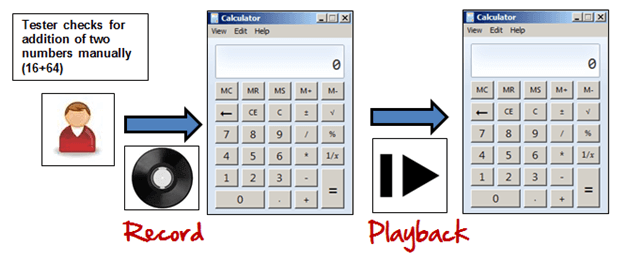 Tester checks for
addition of two
numbers manually
(16+64)
Calculator
View Edit Help
0
MC MR MS M+ M-
← CE C ± √
7 8 9 / %
4 5 6 * 1/x
1 2 3 - =
0 . +
Record
Calculator
View Edit Help
0
MC MR MS M+ M-
← CE C ± √
7 8 9 / %
4 5 6 * 1/x
1 2 3 - =
0 . +
Playback